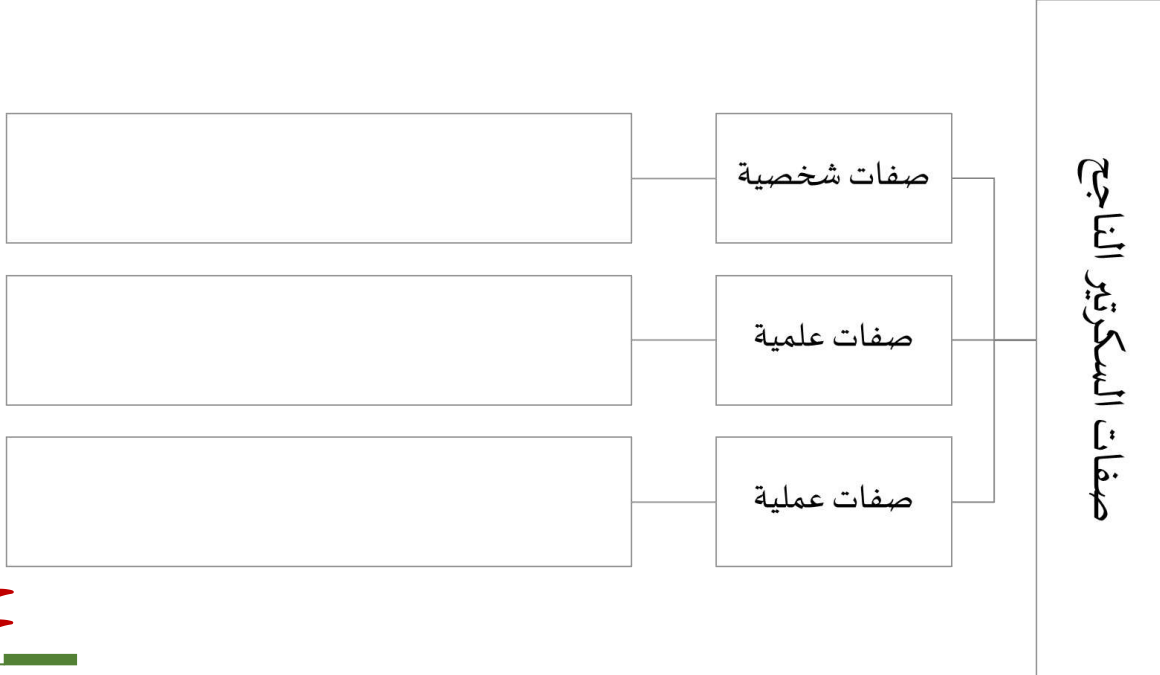 صفات السكرتير الناجح
صفات شخصية
صفات علمية
صفات عملية